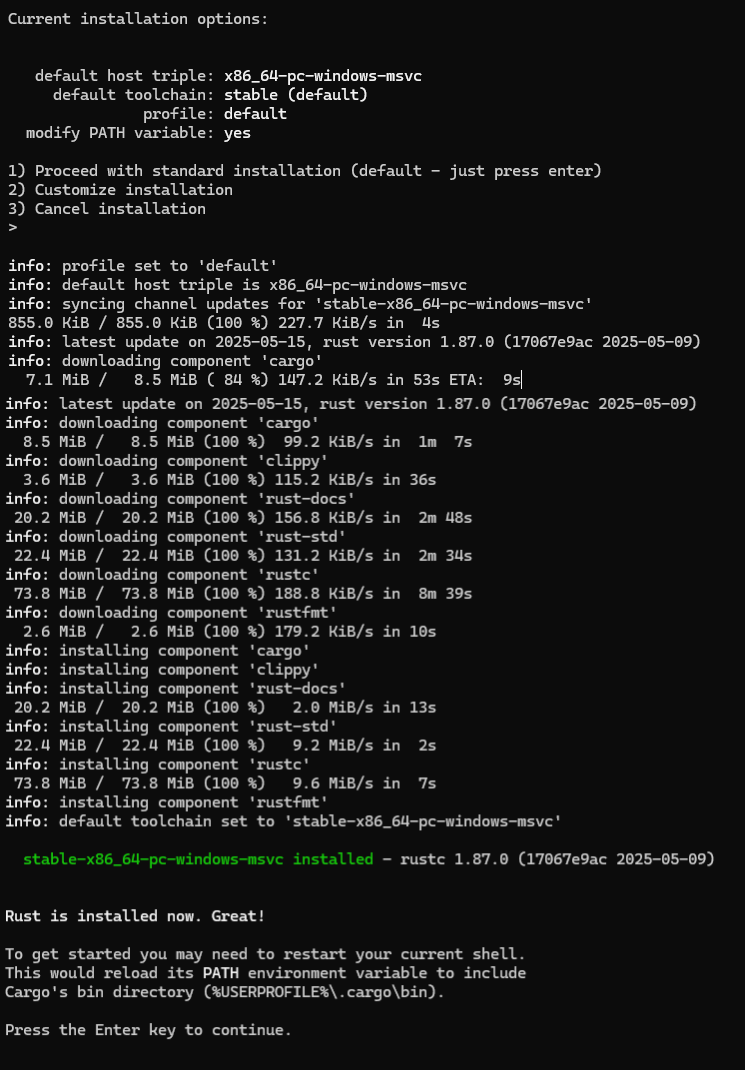 Current installation options:
default host triple: x86_64-pc-windows-msvc
default toolchain: stable (default)
profile: default
modify PATH variable: yes
1) Proceed with standard installation (default - just press enter)
2) Customize installation
3) Cancel installation
>
info: profile set to 'default'
info: default host triple is x86_64-pc-windows-msvc
info: syncing channel updates for 'stable-x86_64-pc-windows-msvc'
855.0 KiB / 855.0 KiB (100 %) 227.7 KiB/s in  4s
info: latest update on 2025-05-15, rust version 1.87.0 (17067e9ac 2025-05-09)
info: downloading component 'cargo'
7.1 MiB /   8.5 MiB ( 84 %) 147.2 KiB/s in 53s ETA:  9s
info: latest update on 2025-05-15, rust version 1.87.0 (17067e9ac 2025-05-09)
info: downloading component 'cargo'
8.5 MiB /   8.5 MiB (100 %)  99.2 KiB/s in  1m  7s
info: downloading component 'clippy'
3.6 MiB /   3.6 MiB (100 %) 115.2 KiB/s in 36s
info: downloading component 'rust-docs'
20.2 MiB /  20.2 MiB (100 %) 156.8 KiB/s in  2m 48s
info: downloading component 'rust-std'
22.4 MiB /  22.4 MiB (100 %) 131.2 KiB/s in  2m 34s
info: downloading component 'rustc'
73.8 MiB /  73.8 MiB (100 %) 188.8 KiB/s in  8m 39s
info: downloading component 'rustfmt'
2.6 MiB /   2.6 MiB (100 %) 179.2 KiB/s in 10s
info: installing component 'cargo'
info: installing component 'clippy'
info: installing component 'rust-docs'
20.2 MiB /  20.2 MiB (100 %)   2.0 MiB/s in 13s
info: installing component 'rust-std'
22.4 MiB /  22.4 MiB (100 %)   9.2 MiB/s in  2s
info: installing component 'rustc'
73.8 MiB /  73.8 MiB (100 %)   9.6 MiB/s in  7s
info: installing component 'rustfmt'
info: default toolchain set to 'stable-x86_64-pc-windows-msvc'
stable-x86_64-pc-windows-msvc installed - rustc 1.87.0 (17067e9ac 2025-05-09)
Rust is installed now. Great!
To get started you may need to restart your current shell.
This would reload its PATH environment variable to include
Cargo's bin directory (%USERPROFILE%\.cargo\bin).
Press the Enter key to continue.